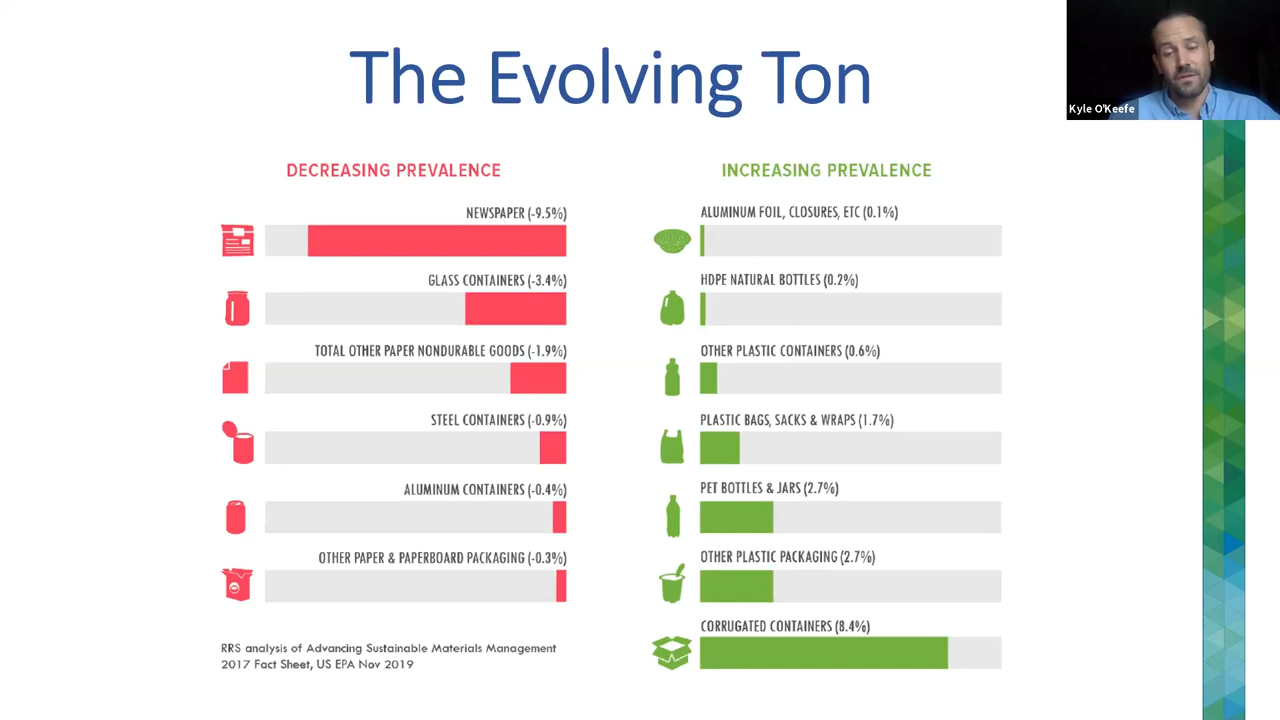 The Evolving Ton
Kyle O'Keefe
DECREASING PREVALENCE
NEWSPAPER (-9.5%)
GLASS CONTAINERS (-3.4%)
TOTAL OTHER PAPER NONDURABLE GOODS (-1.9%)
STEEL CONTAINERS (-0.9%)
ALUMINUM CONTAINERS (-0.4%)
OTHER PAPER & PAPERBOARD PACKAGING (-0.3%)
RRS analysis of Advancing Sustainable Materials Management
2017 Fact Sheet, US EPA Nov 2019
INCREASING PREVALENCE
ALUMINUM FOIL, CLOSURES, ETC (0.1%)
HDPE NATURAL BOTTLES (0.2%)
OTHER PLASTIC CONTAINERS (0.6%)
PLASTIC BAGS, SACKS & WRAPS (1.7%)
PET BOTTLES & JARS (2.7%)
OTHER PLASTIC PACKAGING (2.7%)
CORRUGATED CONTAINERS (8.4%)